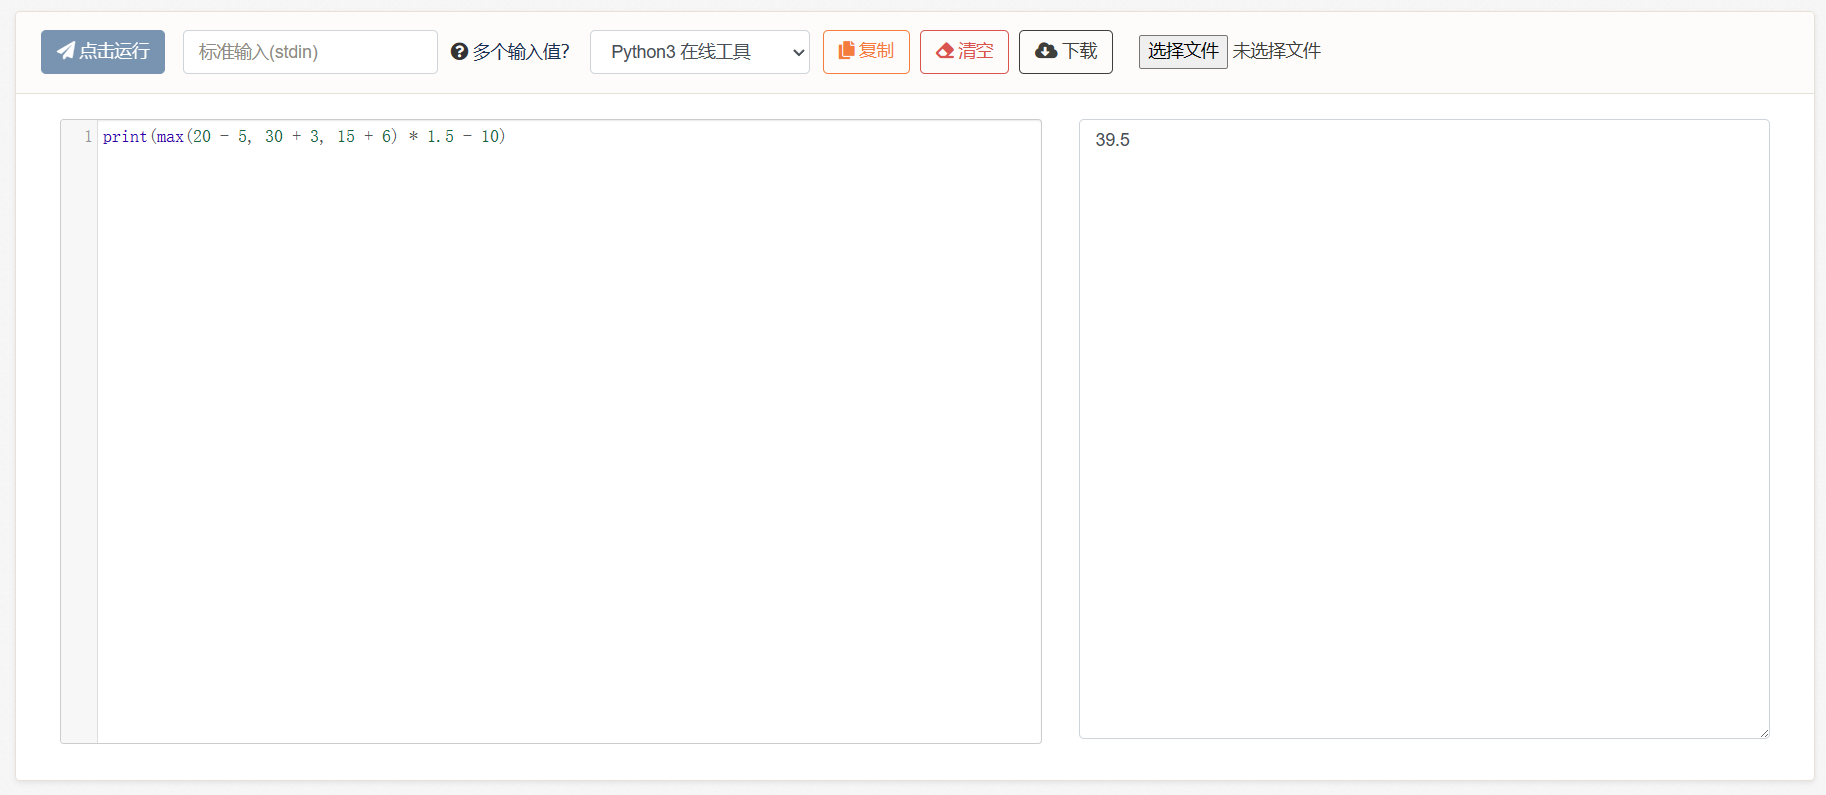 点击运行 标准输入(stdin) 多个输入值? Python3 在线工具 复制 清空 下载 选择文件 未选择文件
1 print(max(20 - 5, 30 + 3, 15 + 6) * 1.5 - 10)
39.5